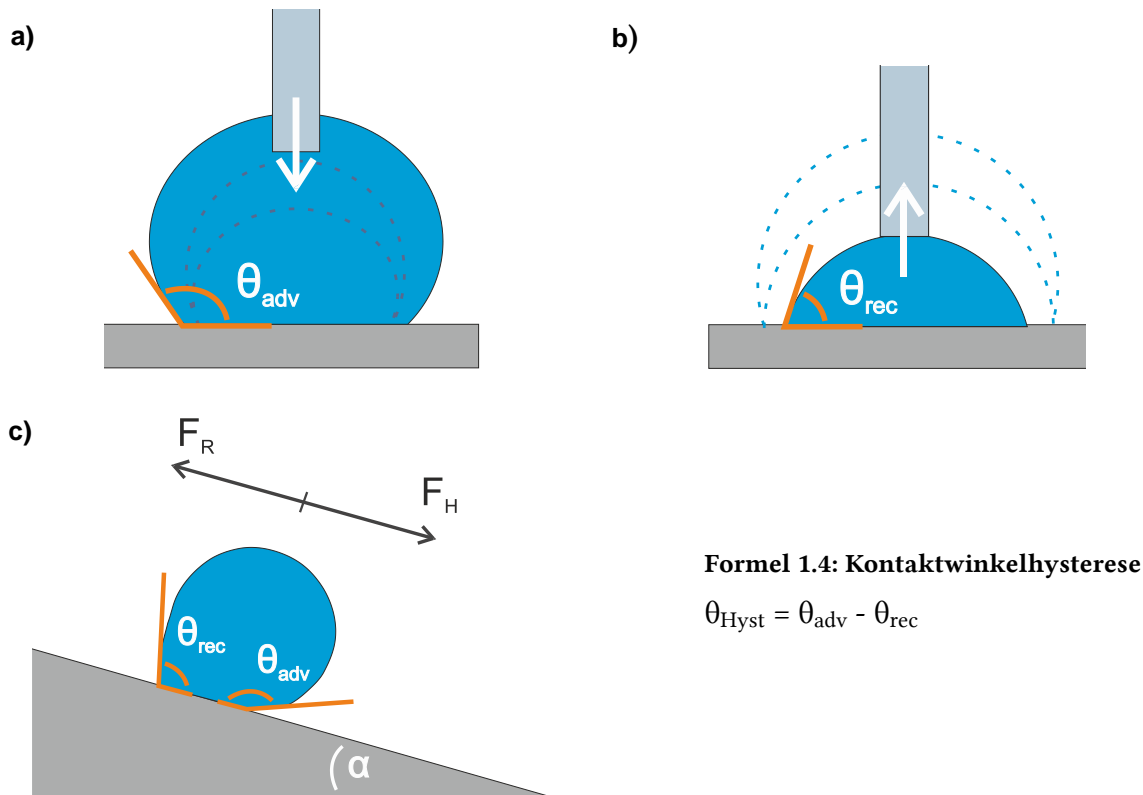 a)
θadv
b)
θrec
c)
FR
FH
θrec
θadv
α
Formel 1.4: Kontaktwinkelhysterese
θHyst = θadv - θrec